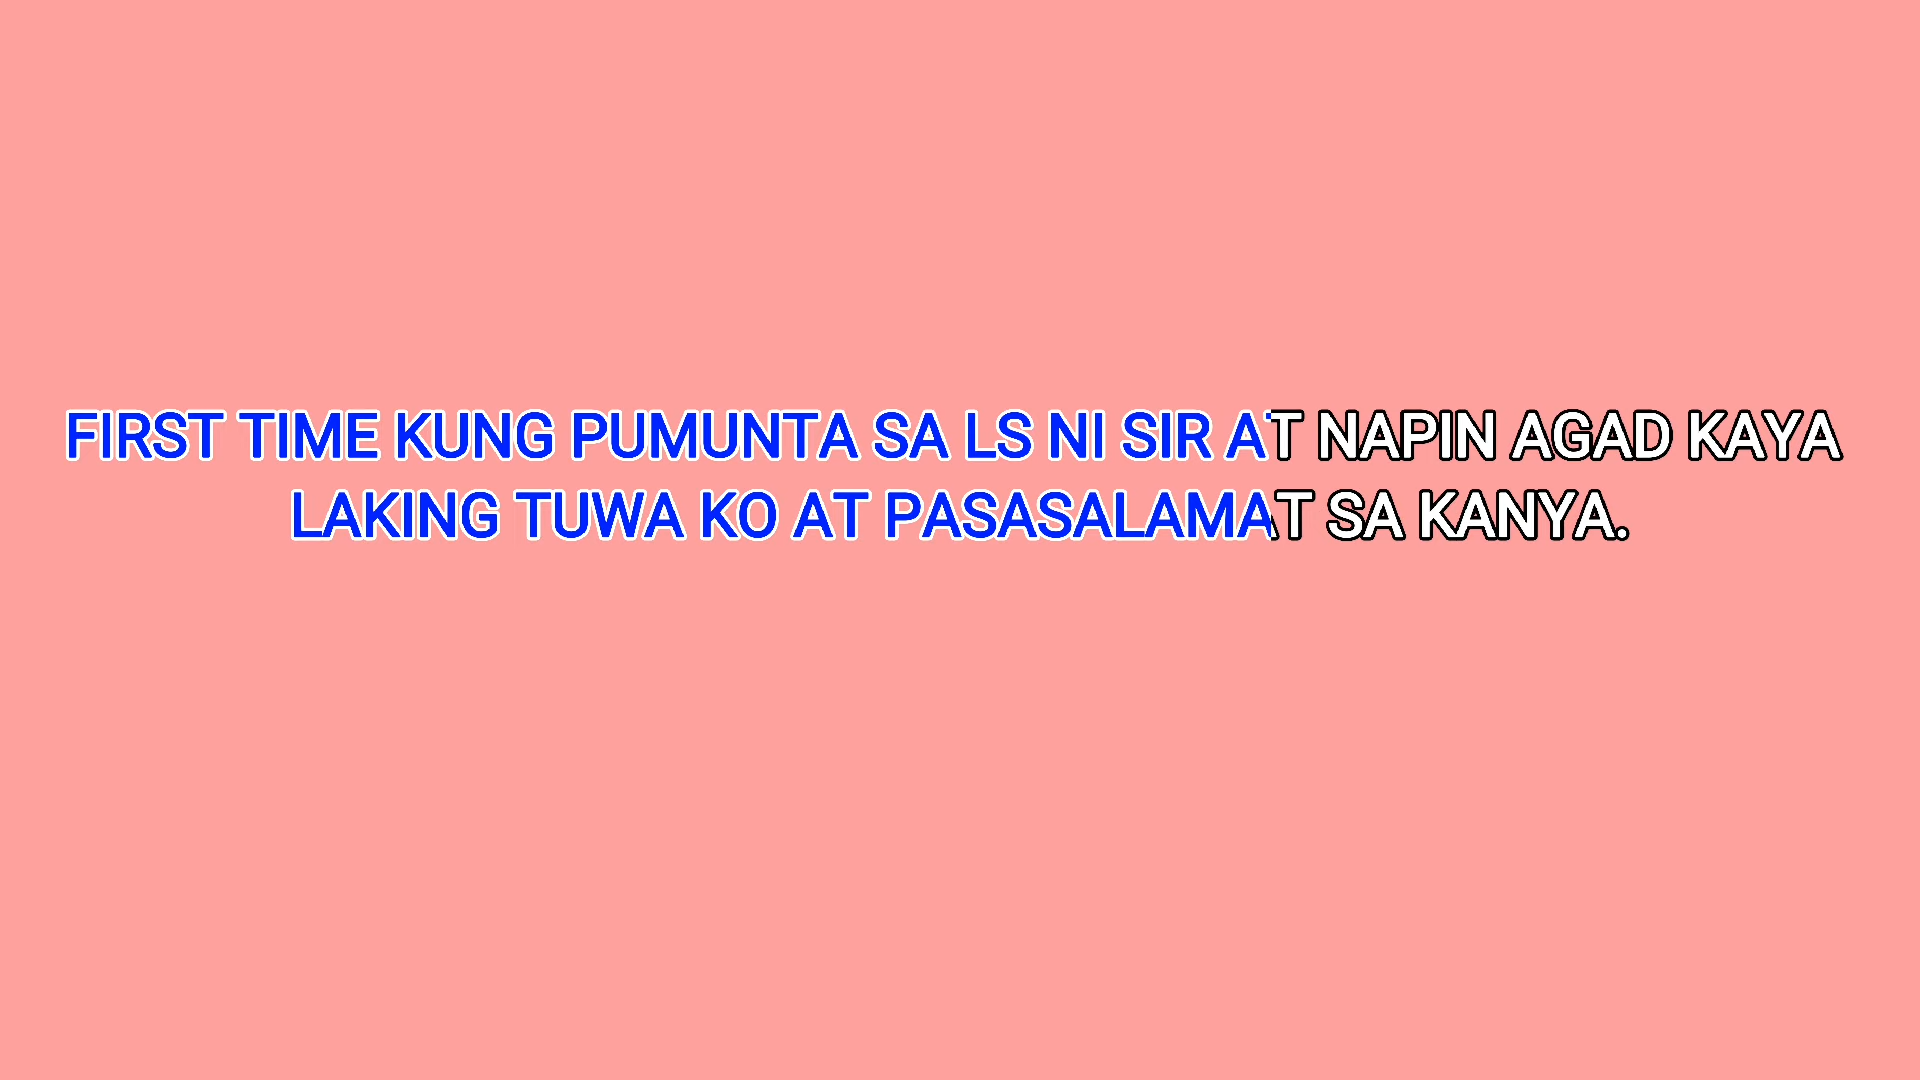 FIRST TIME KUNG PUMUNTA SA LS NI SIR AT NAPIN AGAD KAYA
LAKING TUWA KO AT PASASALAMAT SA KANYA.